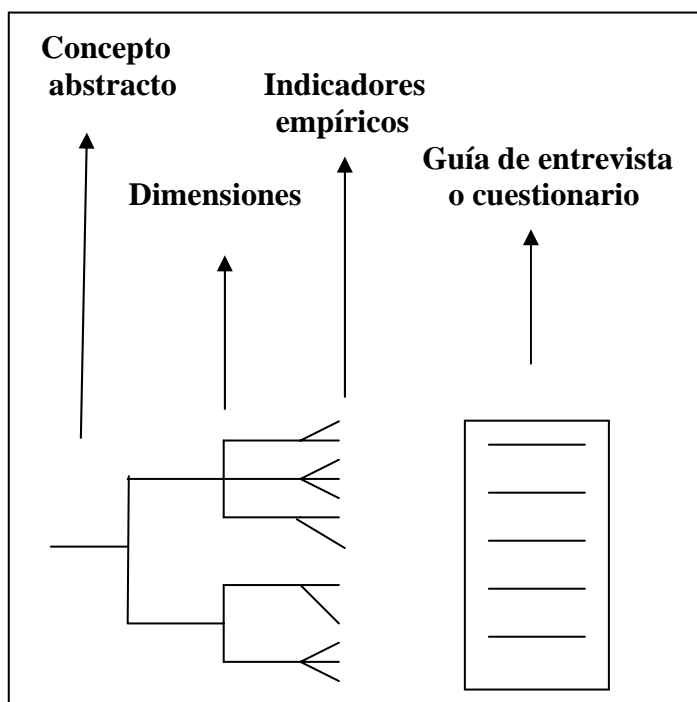 Concepto
abstracto
Dimensiones
Indicadores
empíricos
Guía de entrevista
o cuestionario